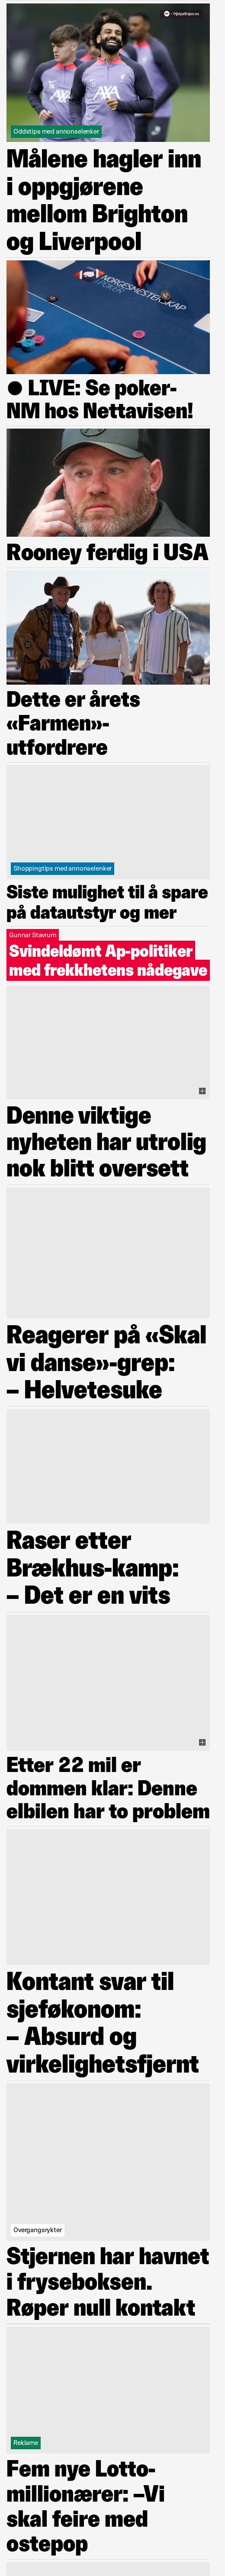 Hjelpelinjen.no
AXA
AXA
Oddstips med annonselenker
Målene hagler inn
i oppgjørene
mellom Brighton
og Liverpool
NORGESMESTERSKAP
POKER
● LIVE: Se poker-
NM hos Nettavisen!
Rooney ferdig i USA
Dette er årets
«Farmen»-
utfordrere
Shoppingtips med annonselenker
Siste mulighet til å spare
på datautstyr og mer
Gunnar Stavrum
Svindeldømt Ap-politiker
med frekkhetens nådegave
Denne viktige
nyheten har utrolig
nok blitt oversett
Reagerer på «Skal
vi danse»-grep:
– Helvetesuke
Raser etter
Brækhus-kamp:
– Det er en vits
Etter 22 mil er
dommen klar: Denne
elbilen har to problem
Kontant svar til
sjeføkonom:
– Absurd og
virkelighetsfjernt
Overgangsrykter
Stjernen har havnet
i fryseboksen.
Røper null kontakt
Reklame
Fem nye Lotto-
millionærer: –Vi
skal feire med
ostepop